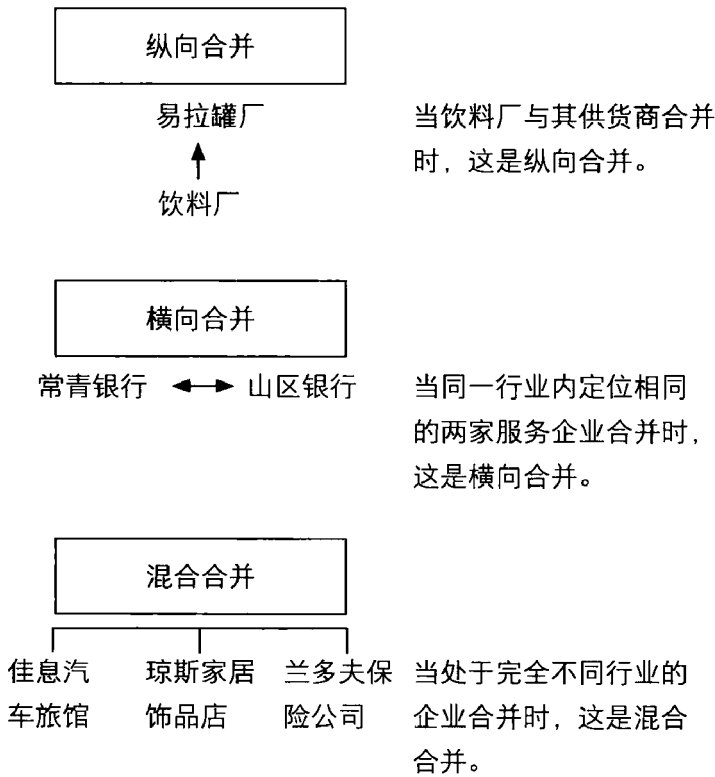 纵向合并
易拉罐厂
饮料厂
当饮料厂与其供货商合并
时，这是纵向合并。
横向合并
常青银行
山区银行
当同一行业内定位相同
的两家服务企业合并时，
这是横向合并。
混合合并
佳息汽
车旅馆
琼斯家居
饰品店
兰多夫保
险公司
当处于完全不同行业的
企业合并时，这是混合
合并。